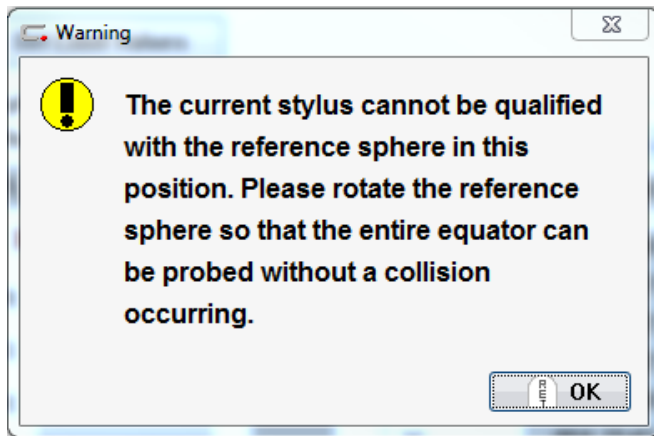 Warning
The current stylus cannot be qualified
with the reference sphere in this
position. Please rotate the reference
sphere so that the entire equator can
be probed without a collision
occurring.
RET OK